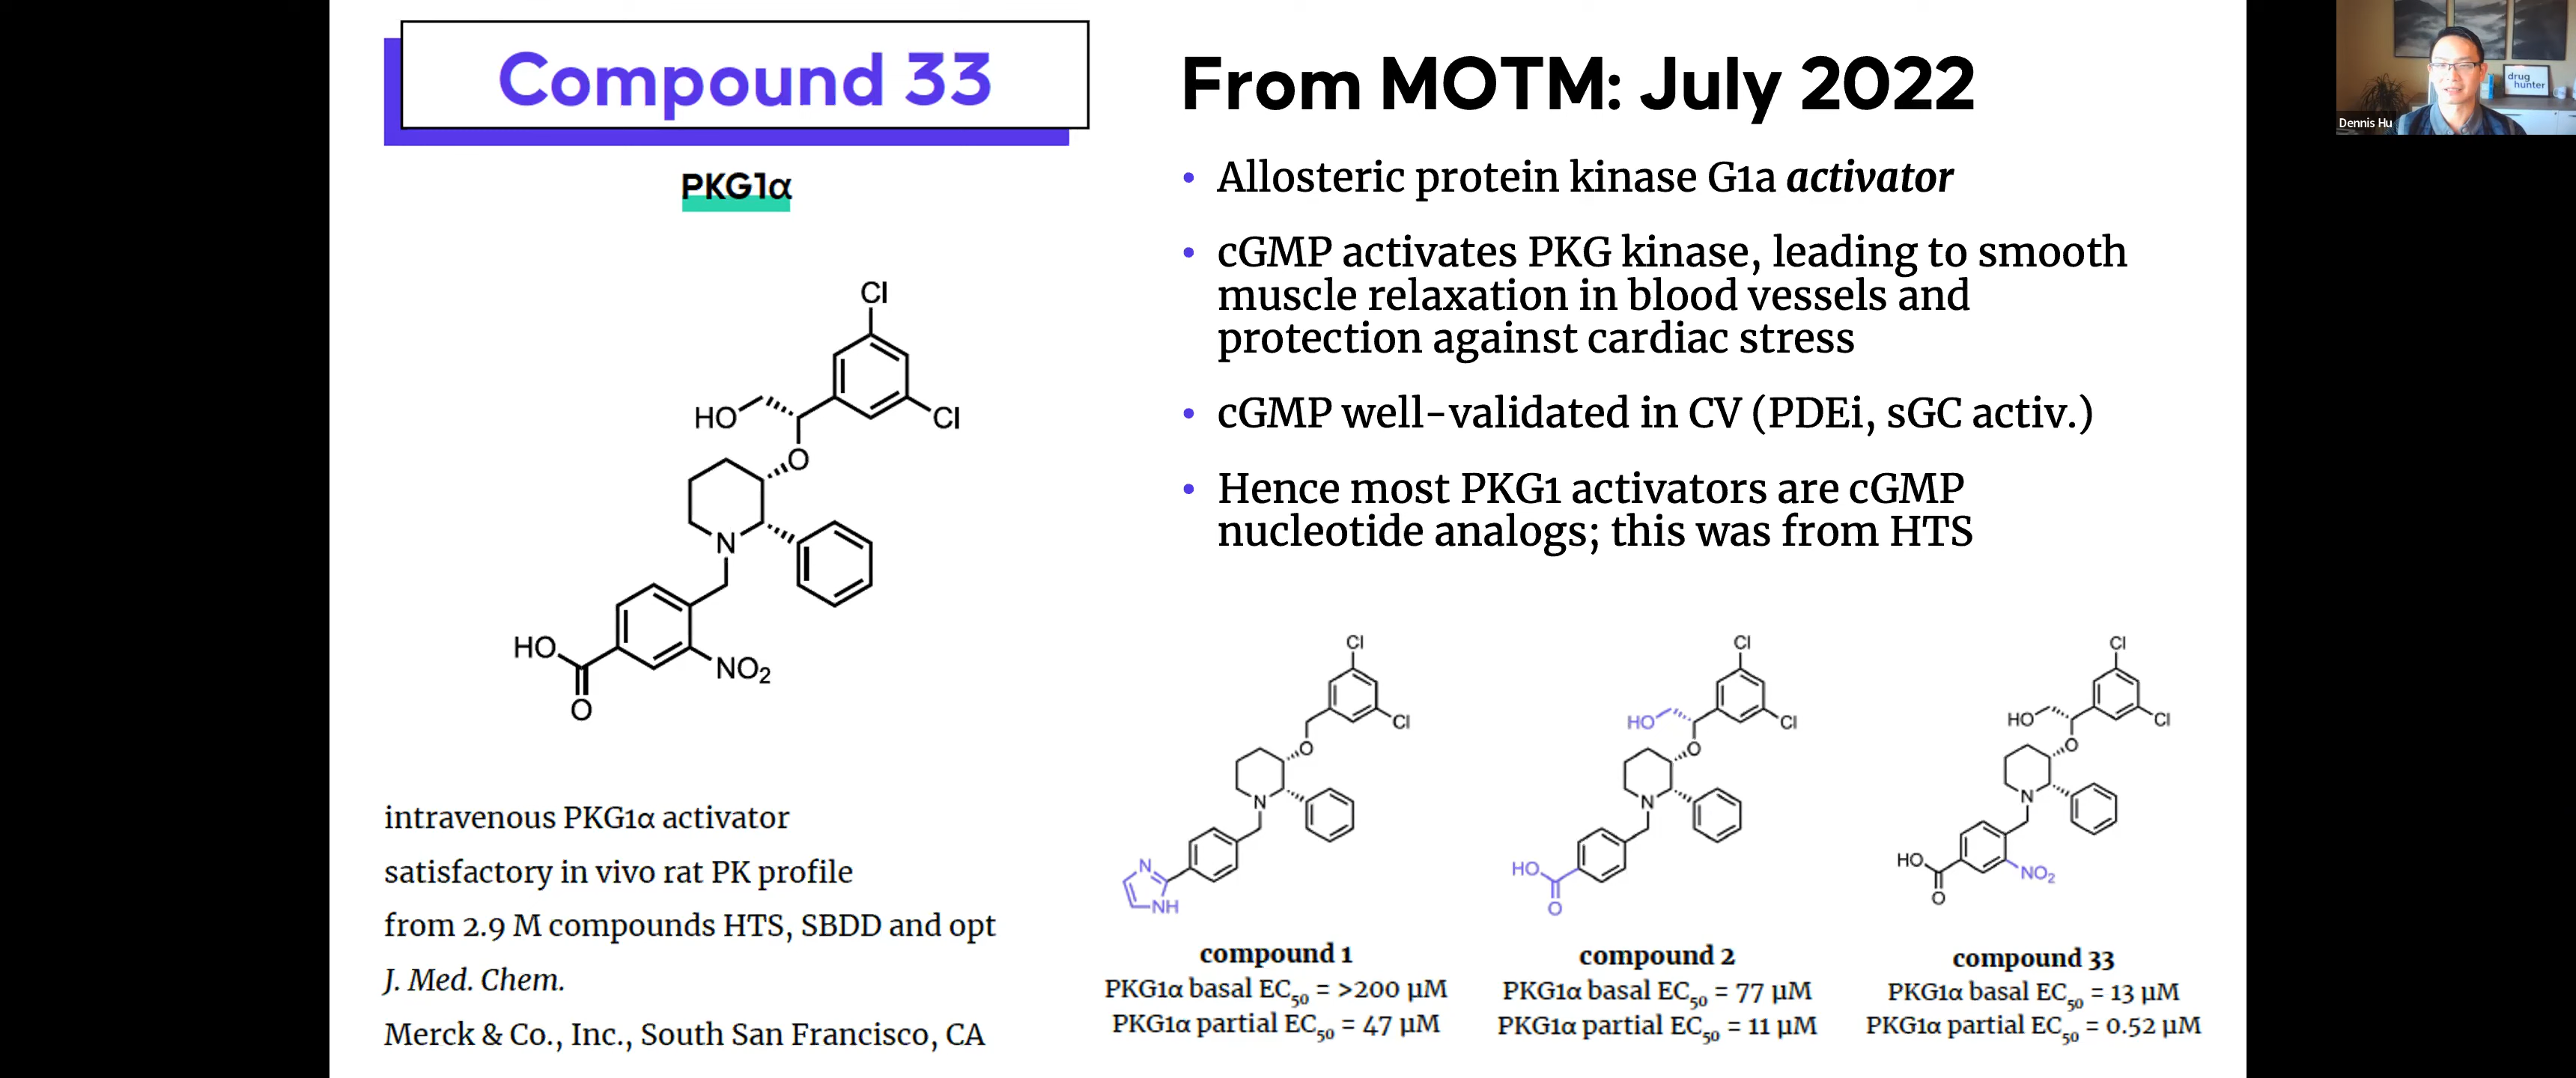 Compound 33
PKG1α
Cl
Cl
HO
O
N
HO
O
NO₂
intravenous PKG1α activator
satisfactory in vivo rat PK profile
from 2.9 M compounds HTS, SBDD and opt
J. Med. Chem.
Merck & Co., Inc., South San Francisco, CA
From MOTM: July 2022
• Allosteric protein kinase G1a activator
• cGMP activates PKG kinase, leading to smooth
muscle relaxation in blood vessels and
protection against cardiac stress
• cGMP well-validated in CV (PDEi, sGC activ.)
• Hence most PKG1 activators are cGMP
nucleotide analogs; this was from HTS
Cl
Cl
O
N
N
NH
compound 1
PKG1α basal EC₅₀ = >200 μM
PKG1α partial EC₅₀ = 47 μM
Cl
HO
Cl
O
N
HO
O
compound 2
PKG1α basal EC₅₀ = 77 μM
PKG1α partial EC₅₀ = 11 μM
Cl
HO
Cl
O
N
HO
NO₂
O
compound 33
PKG1α basal EC₅₀ = 13 μM
PKG1α partial EC₅₀ = 0.52 μM
drug
hunter
Dennis Hu